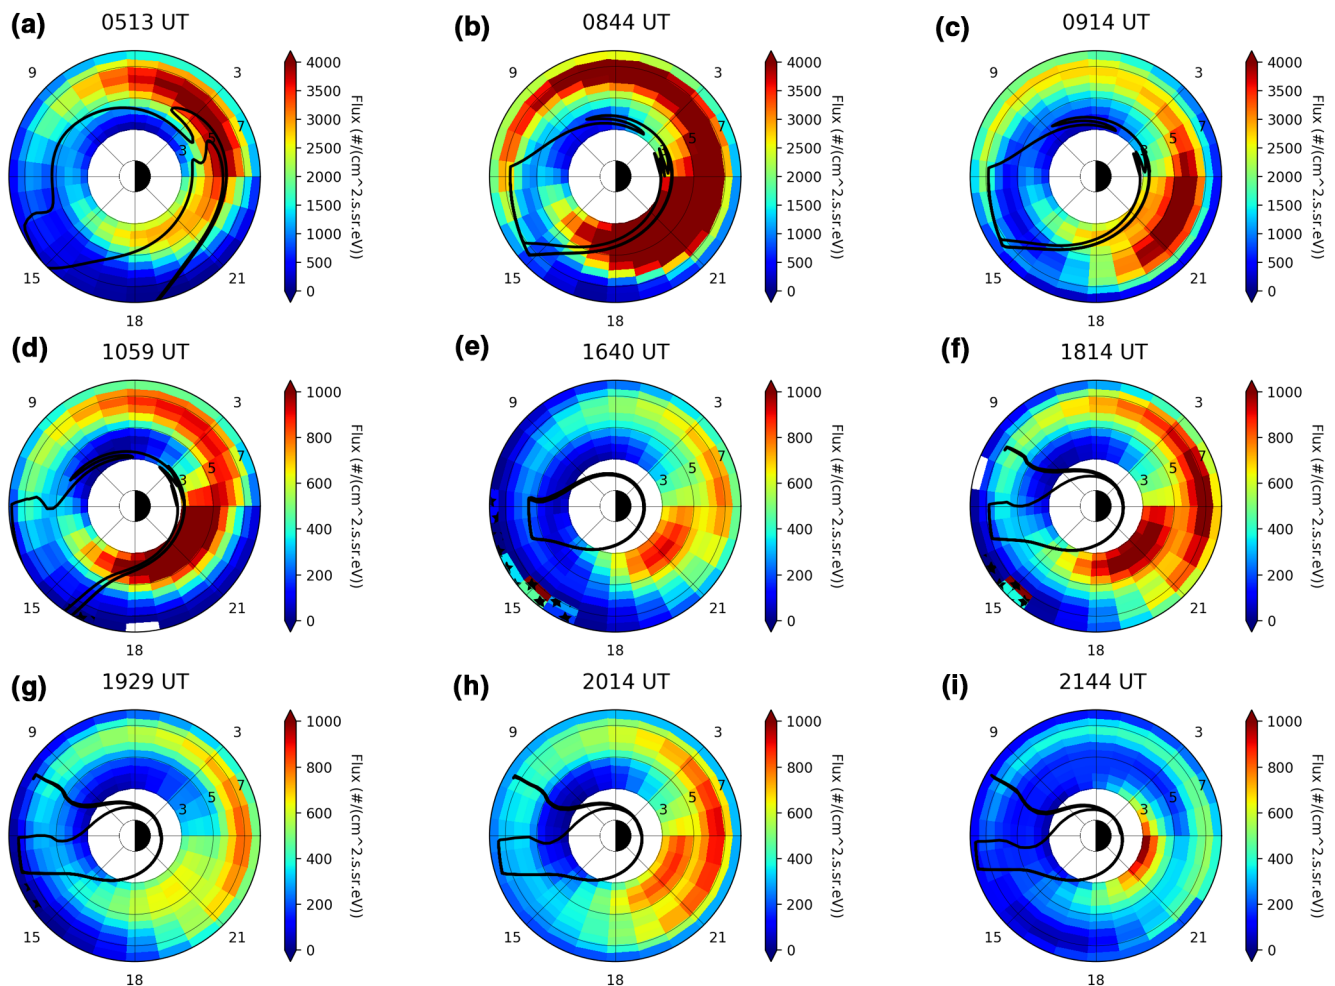 (a) 0513 UT
9 3 7 5 3 15 21 18
4000 3500 3000 2500 2000 1500 1000 500 0
Flux (#/(cm^2.s.sr.eV))
(b) 0844 UT
9 3 15 21 18
4000 3500 3000 2500 2000 1500 1000 500 0
Flux (#/(cm^2.s.sr.eV))
(c) 0914 UT
9 3 7 5 3 15 21 18
4000 3500 3000 2500 2000 1500 1000 500 0
Flux (#/(cm^2.s.sr.eV))
(d) 1059 UT
9 3 7 5 3 15 21 18
1000 800 600 400 200 0
Flux (#/(cm^2.s.sr.eV))
(e) 1640 UT
9 3 7 5 3 15 21 18
1000 800 600 400 200 0
Flux (#/(cm^2.s.sr.eV))
(f) 1814 UT
9 3 7 5 3 15 21 18
1000 800 600 400 200 0
Flux (#/(cm^2.s.sr.eV))
(g) 1929 UT
9 3 7 5 3 15 21 18
1000 800 600 400 200 0
Flux (#/(cm^2.s.sr.eV))
(h) 2014 UT
9 3 7 5 3 15 21 18
1000 800 600 400 200 0
Flux (#/(cm^2.s.sr.eV))
(i) 2144 UT
9 3 7 5 3 15 21 18
1000 800 600 400 200 0
Flux (#/(cm^2.s.sr.eV))